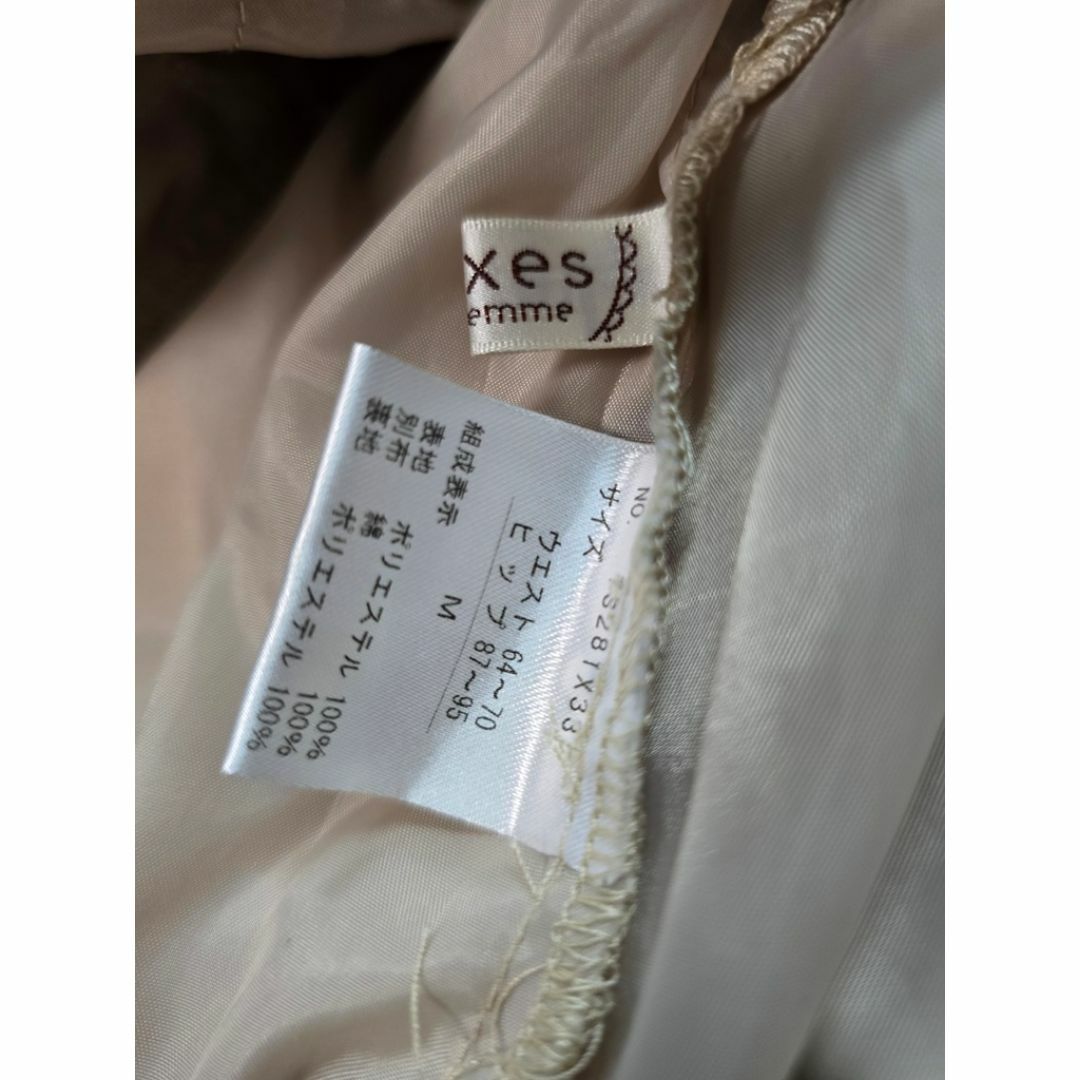 xes
emme
NO. TS281X33
サイズ
ウエスト 64~70
ヒップ 87~95
M
組成表示
表地 ポリエステル 100%
別布 綿 100%
裏地 ポリエステル 100%